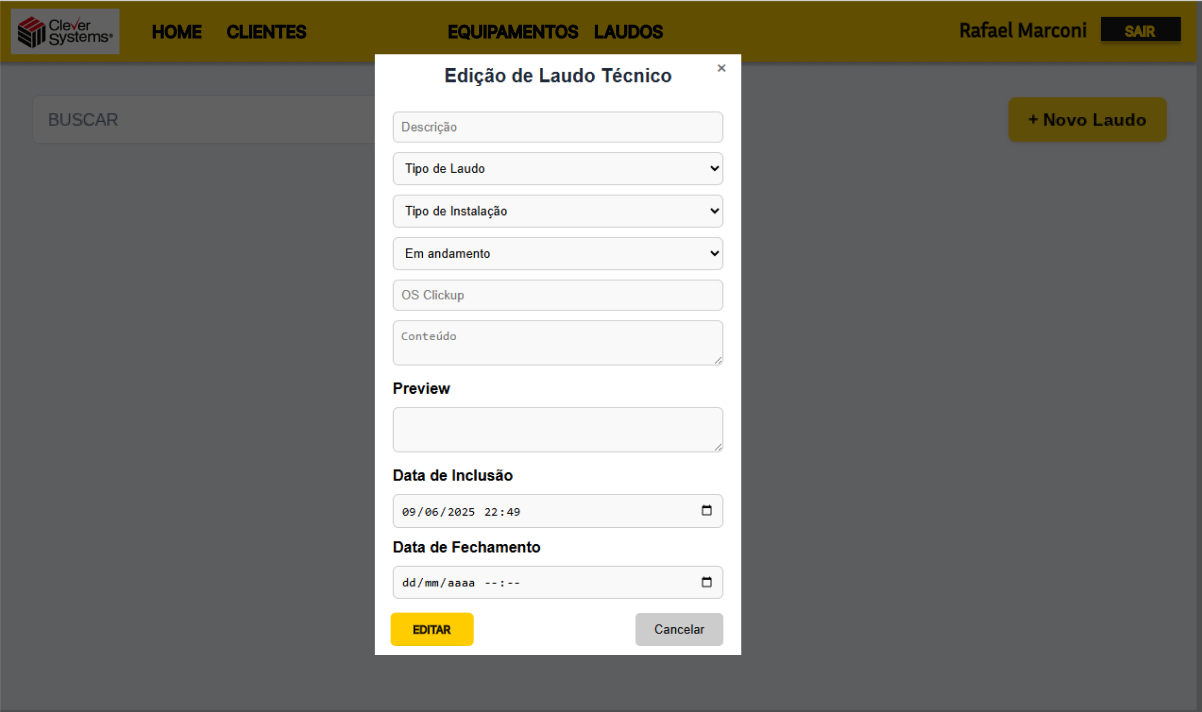 Clever
Systems®
HOME CLIENTES EQUIPAMENTOS LAUDOS Rafael Marconi SAIR
BUSCAR
+ Novo Laudo
Edição de Laudo Técnico ×
Descrição
Tipo de Laudo
Tipo de Instalação
Em andamento
OS Clickup
Conteúdo
Preview
Data de Inclusão
09/06/2025 22:49
Data de Fechamento
dd/mm/aaaa --:--
EDITAR Cancelar